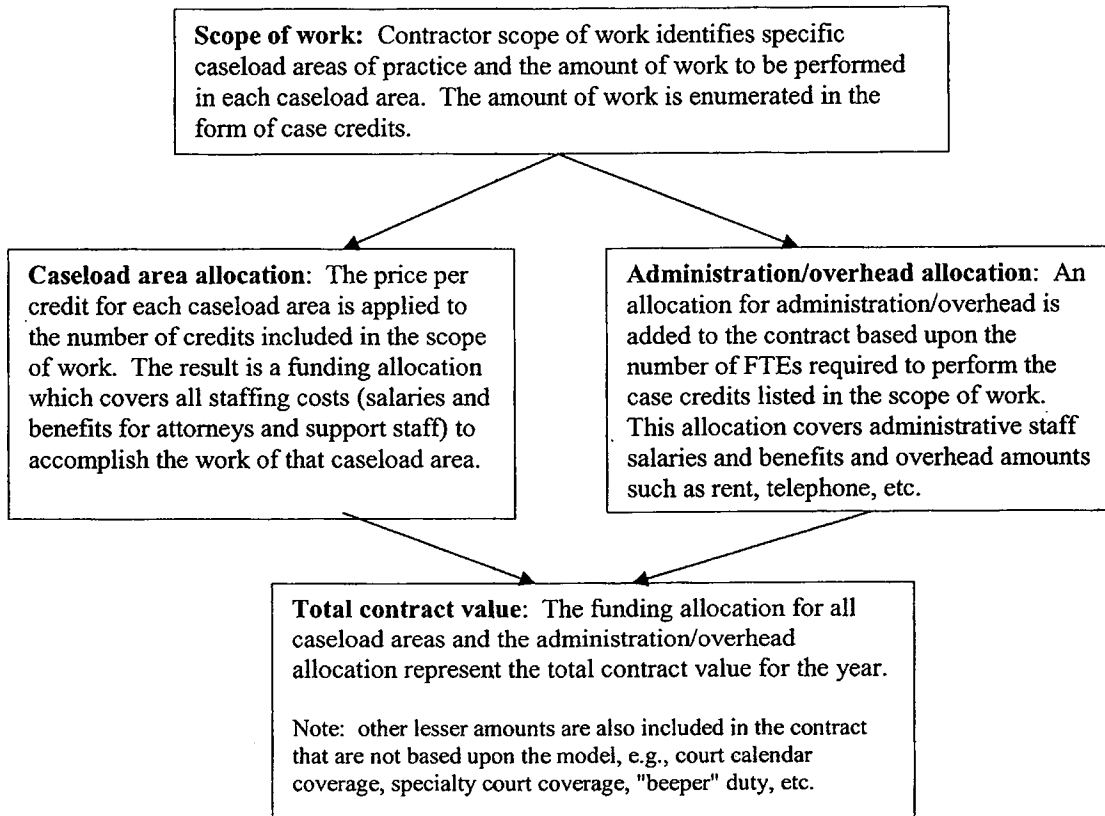 Scope of work: Contractor scope of work identifies specific
caseload areas of practice and the amount of work to be performed
in each caseload area. The amount of work is enumerated in the
form of case credits.
Caseload area allocation: The price per
credit for each caseload area is applied to
the number of credits included in the scope
of work. The result is a funding allocation
which covers all staffing costs (salaries and
benefits for attorneys and support staff) to
accomplish the work of that caseload area.
Administration/overhead allocation: An
allocation for administration/overhead is
added to the contract based upon the
number of FTEs required to perform the
case credits listed in the scope of work.
This allocation covers administrative staff
salaries and benefits and overhead amounts
such as rent, telephone, etc.
Total contract value: The funding allocation for all
caseload areas and the administration/overhead
allocation represent the total contract value for the year.
Note: other lesser amounts are also included in the contract
that are not based upon the model, e.g., court calendar
coverage, specialty court coverage, "beeper" duty, etc.